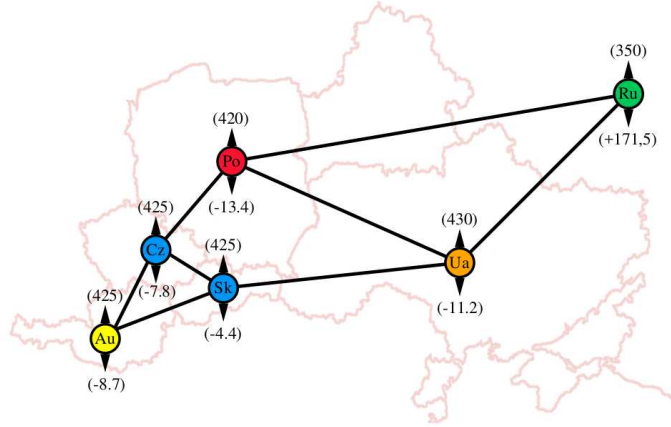 (350)
Ru
(+171,5)
(420)
Po
(-13.4)
(425)
Cz
(-7.8)
(425)
Sk
(-4.4)
(430)
Ua
(-11.2)
(425)
Au
(-8.7)